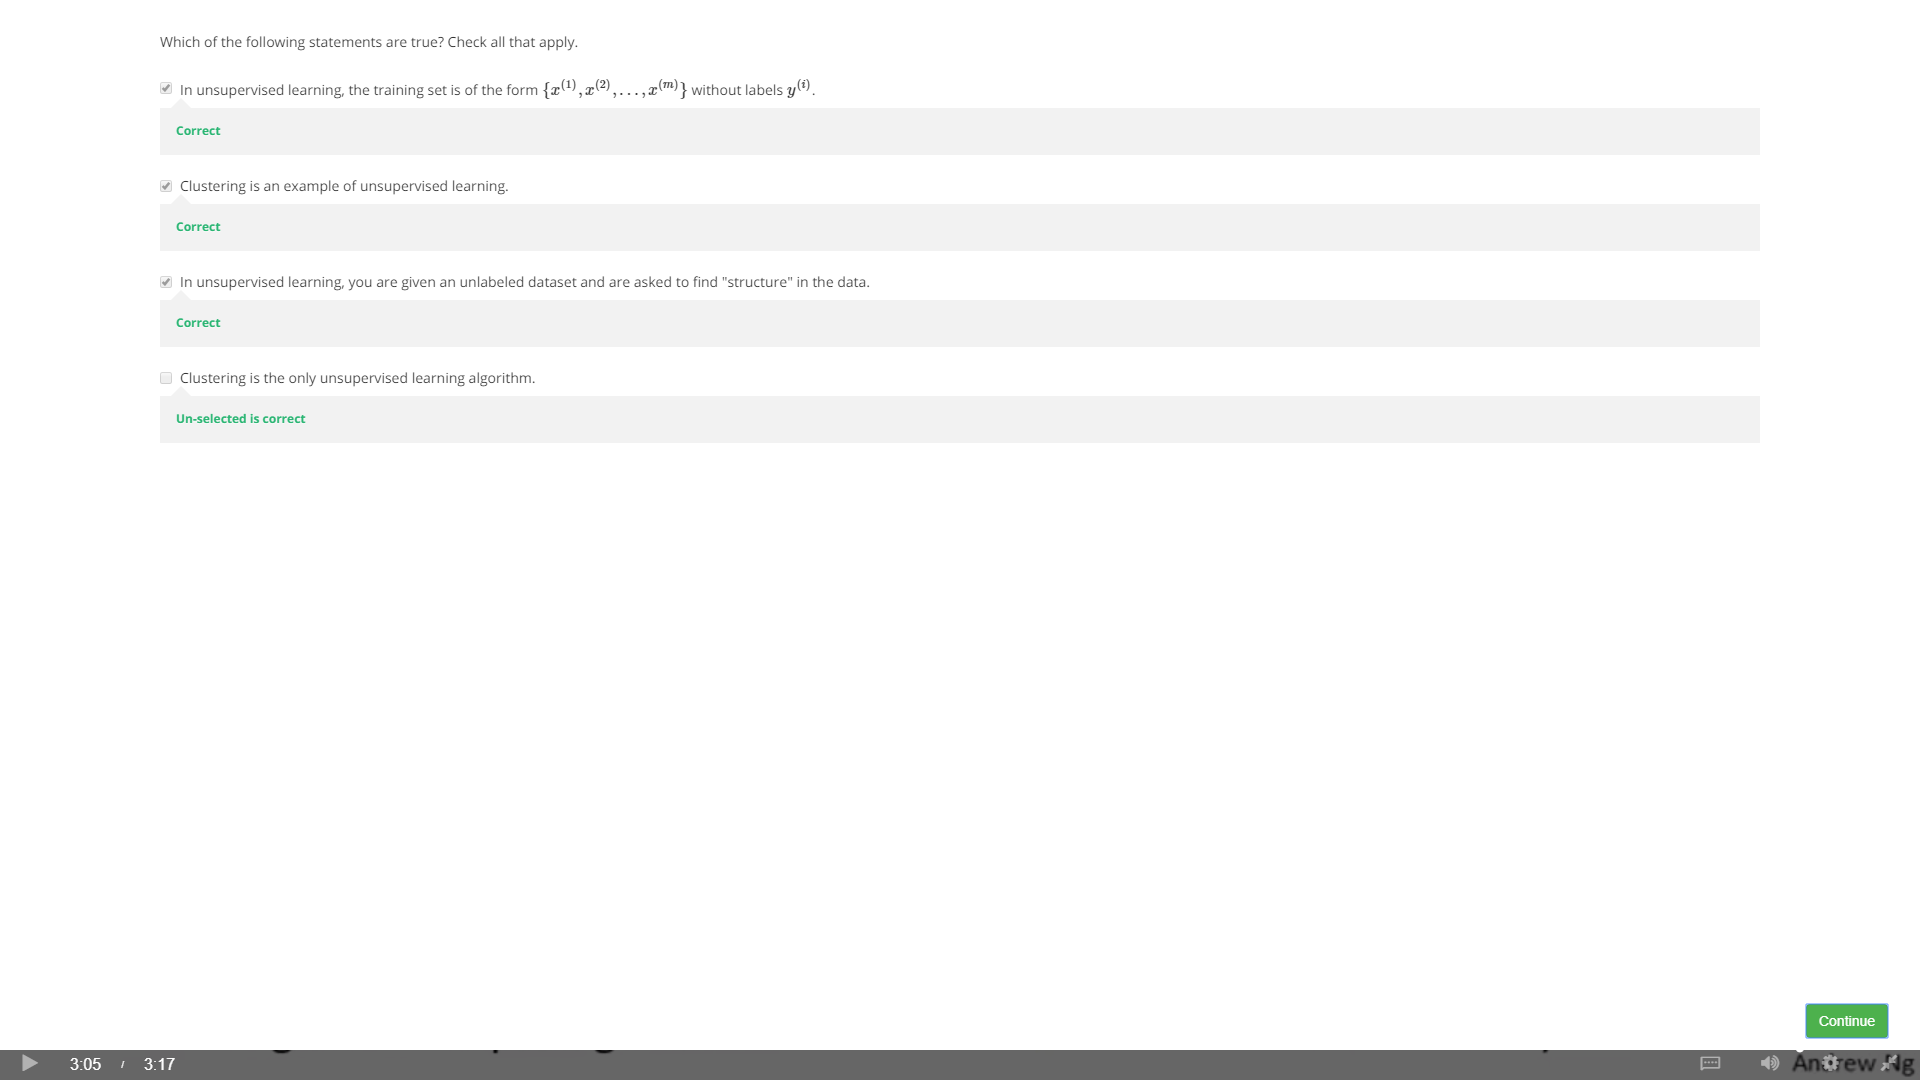 Which of the following statements are true? Check all that apply.
In unsupervised learning, the training set is of the form {x^(1), x^(2), ..., x^(m)} without labels y^(i).
Correct
Clustering is an example of unsupervised learning.
Correct
In unsupervised learning, you are given an unlabeled dataset and are asked to find "structure" in the data.
Correct
Clustering is the only unsupervised learning algorithm.
Un-selected is correct
Continue
3:05 / 3:17
Andrew Ng